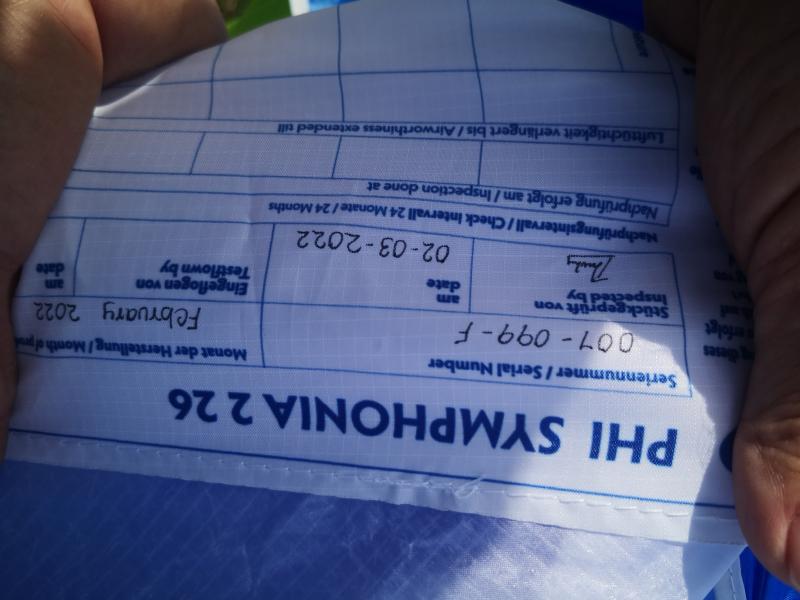 PHI SYMPHONIA 2 26
Seriennummer / Serial Number
Monat der Herstellung / Month of
001-099-F
February 2022
Stückgeprüft von
Inspected by
am
date
02-03-2022
Eingeflogen von
Testflown by
am
date
Nachprüfungsintervall / Check Intervall 24 Monate / 24 Months
Nachprüfung erfolgt am / Inspection done at
Lufttüchtigkeit verlängert bis / Airworthiness extended till